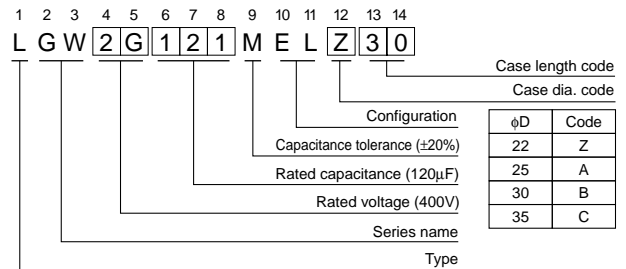 1 2 3 4 5 6 7 8 9 10 11 12 13 14
L G W 2 G 1 2 1 M E L Z 3 0
Case length code
Case dia. code
Configuration
Capacitance tolerance (±20%)
Rated capacitance (120μF)
Rated voltage (400V)
Series name
Type
ϕD Code
22 Z
25 A
30 B
35 C